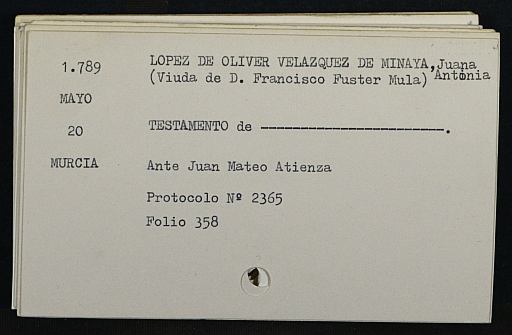 1.789
LOPEZ DE OLIVER VELAZQUEZ DE MINAYA, Juana
(Viuda de D. Francisco Fuster Mula) Antonia
MAYO
20
TESTAMENTO de -----------------------.
MURCIA
Ante Juan Mateo Atienza
Protocolo Nº 2365
Folio 358